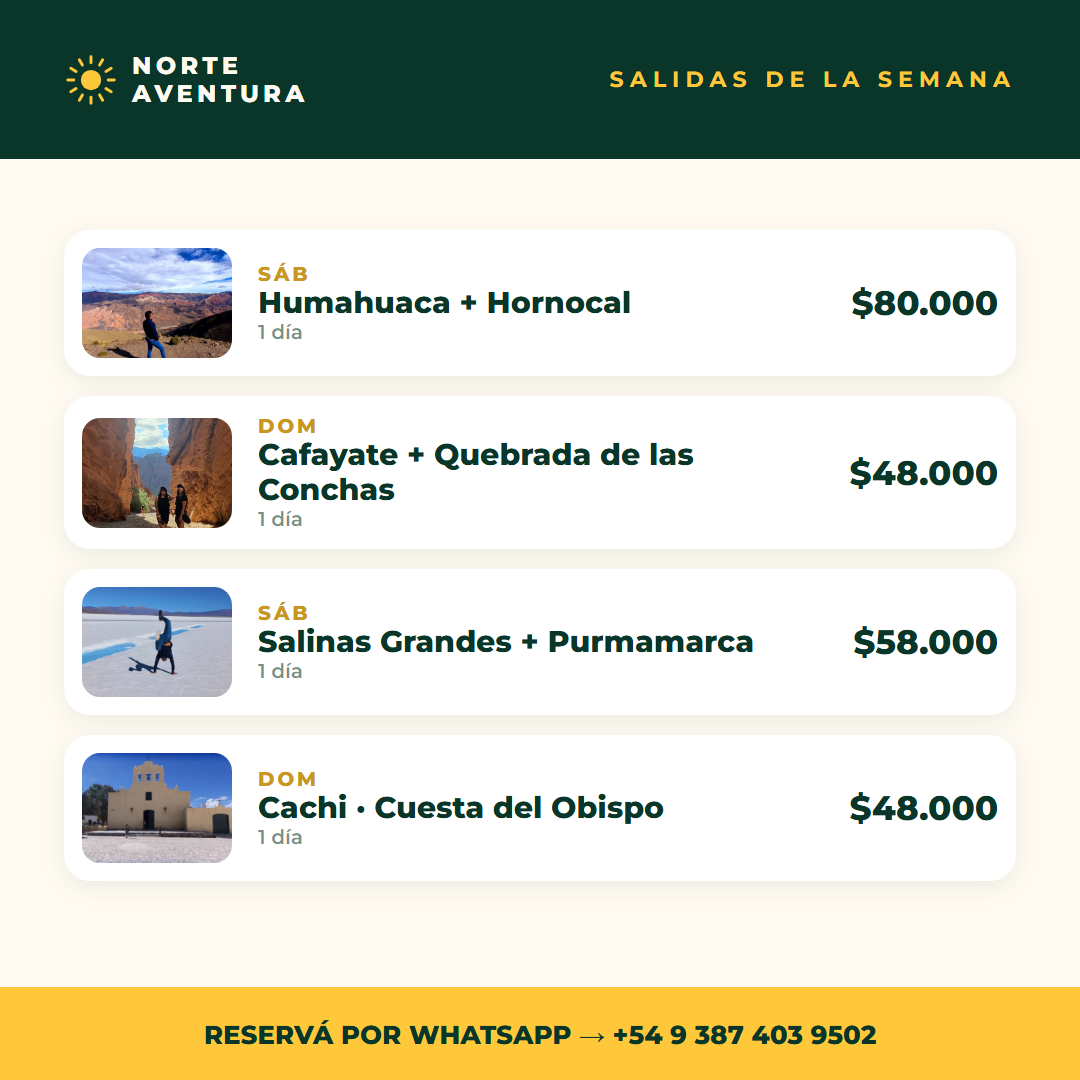 NORTE
AVENTURA
SALIDAS DE LA SEMANA
SÁB
Humahuaca + Hornocal
1 día
$80.000
DOM
Cafayate + Quebrada de las
Conchas
1 día
$48.000
SÁB
Salinas Grandes + Purmamarca
1 día
$58.000
DOM
Cachi · Cuesta del Obispo
1 día
$48.000
RESERVÁ POR WHATSAPP → +54 9 387 403 9502